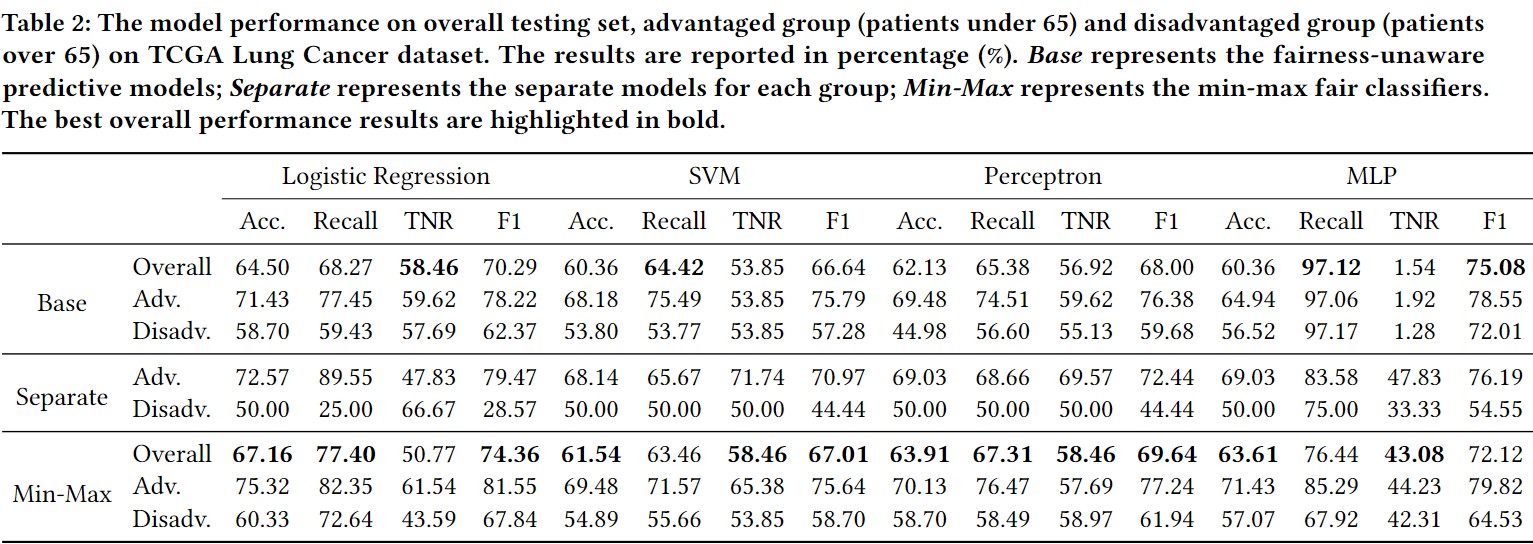 Table 2: The model performance on overall testing set, advantaged group (patients under 65) and disadvantaged group (patients
over 65) on TCGA Lung Cancer dataset. The results are reported in percentage (%). Base represents the fairness-unaware
predictive models; Separate represents the separate models for each group; Min-Max represents the min-max fair classifiers.
The best overall performance results are highlighted in bold.
Logistic Regression SVM Perceptron MLP
Acc. Recall TNR F1 Acc. Recall TNR F1 Acc. Recall TNR F1 Acc. Recall TNR F1
Overall 64.50 68.27 58.46 70.29 60.36 64.42 53.85 66.64 62.13 65.38 56.92 68.00 60.36 97.12 1.54 75.08
Base Adv. 71.43 77.45 59.62 78.22 68.18 75.49 53.85 75.79 69.48 74.51 59.62 76.38 64.94 97.06 1.92 78.55
Disadv. 58.70 59.43 57.69 62.37 53.80 53.77 53.85 57.28 44.98 56.60 55.13 59.68 56.52 97.17 1.28 72.01
Separate Adv. 72.57 89.55 47.83 79.47 68.14 65.67 71.74 70.97 69.03 68.66 69.57 72.44 69.03 83.58 47.83 76.19
Disadv. 50.00 25.00 66.67 28.57 50.00 50.00 50.00 44.44 50.00 50.00 50.00 44.44 50.00 75.00 33.33 54.55
Overall 67.16 77.40 50.77 74.36 61.54 63.46 58.46 67.01 63.91 67.31 58.46 69.64 63.61 76.44 43.08 72.12
Min-Max Adv. 75.32 82.35 61.54 81.55 69.48 71.57 65.38 75.64 70.13 76.47 57.69 77.24 71.43 85.29 44.23 79.82
Disadv. 60.33 72.64 43.59 67.84 54.89 55.66 53.85 58.70 58.70 58.49 58.97 61.94 57.07 67.92 42.31 64.53